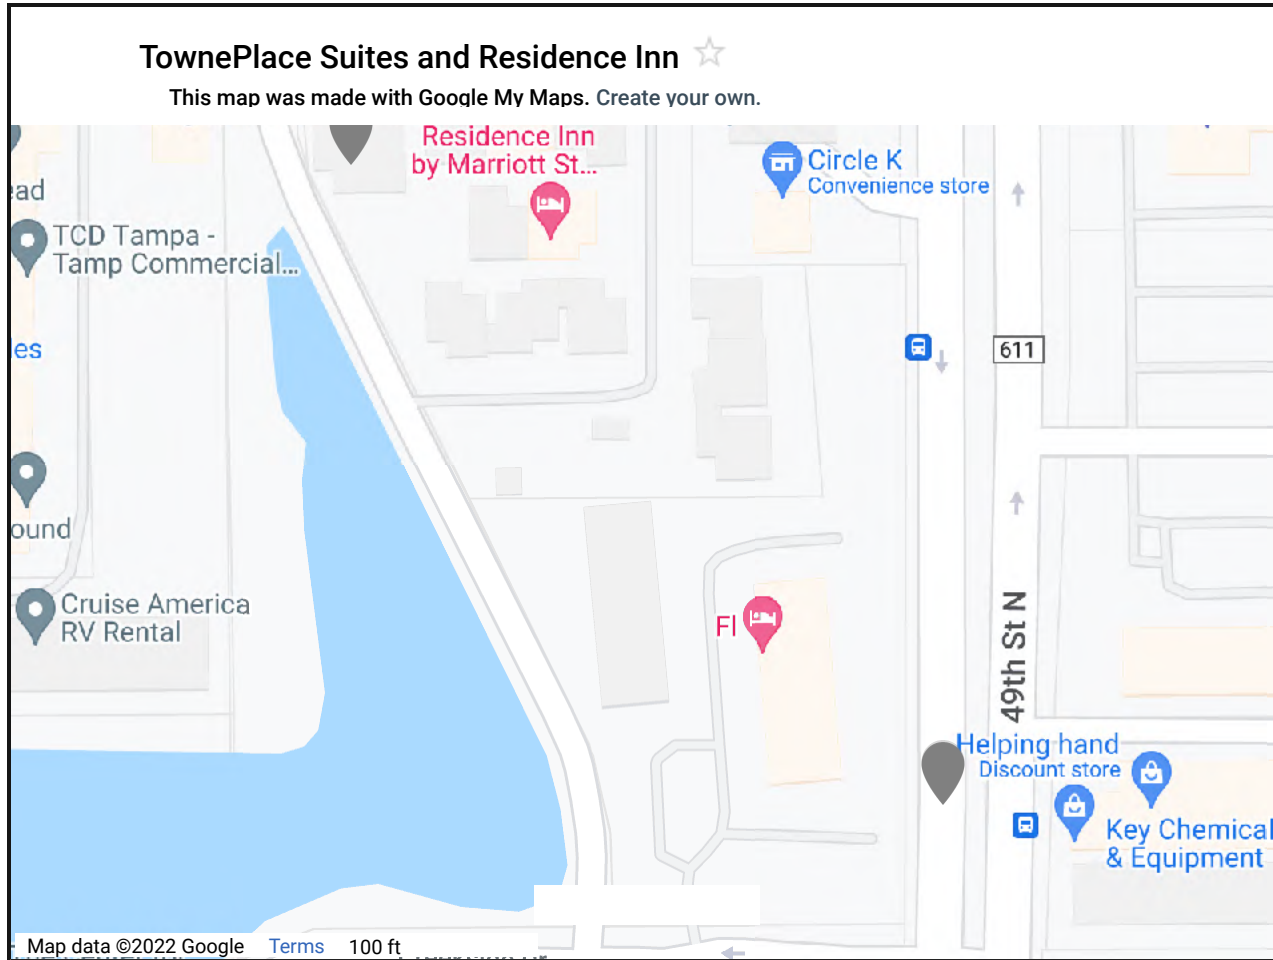 TownePlace Suites and Residence Inn
This map was made with Google My Maps. Create your own.
Residence Inn
by Marriott St...
Circle K
Convenience store
ead
TCD Tampa -
Tamp Commercial...
les
611
ound
Cruise America
RV Rental
Fl
49th St N
Helping hand
Discount store
Key Chemical
& Equipment
Map data ©2022 Google Terms 100 ft